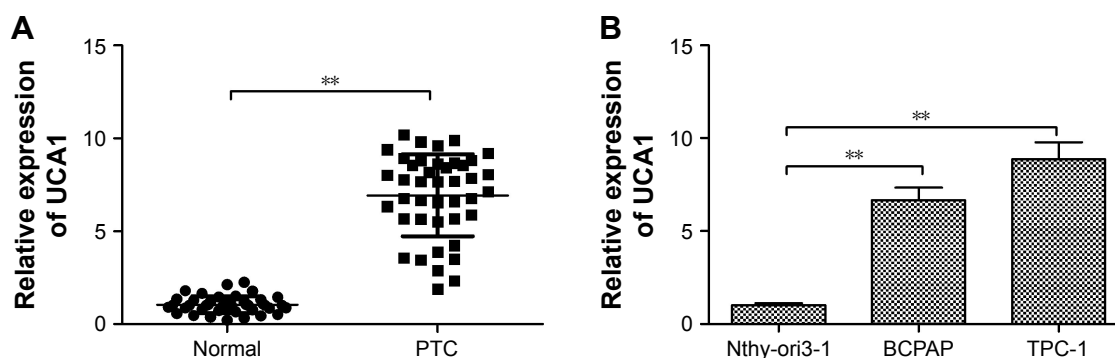 A
Relative expression
of UCA1
15
10
5
0
**
Normal
PTC
B
Relative expression
of UCA1
15
10
5
0
**
**
Nthy-ori3-1
BCPAP
TPC-1